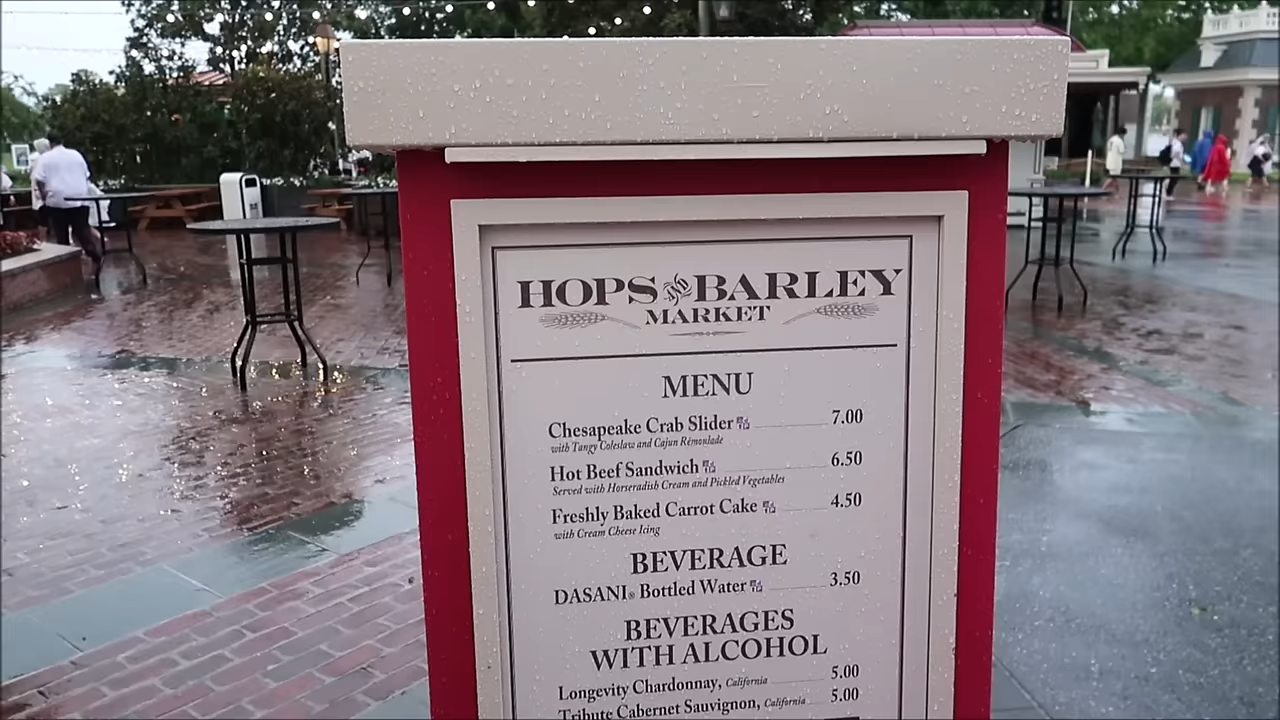 HOPS AND BARLEY
MARKET
MENU
Chesapeake Crab Slider 7.00
with Tangy Coleslaw and Cajun Rémoulade
Hot Beef Sandwich 6.50
Served with Horseradish Cream and Pickled Vegetables
Freshly Baked Carrot Cake 4.50
with Cream Cheese Icing
BEVERAGE
DASANI® Bottled Water 3.50
BEVERAGES
WITH ALCOHOL
Longevity Chardonnay, California 5.00
Tribute Cabernet Sauvignon, California 5.00